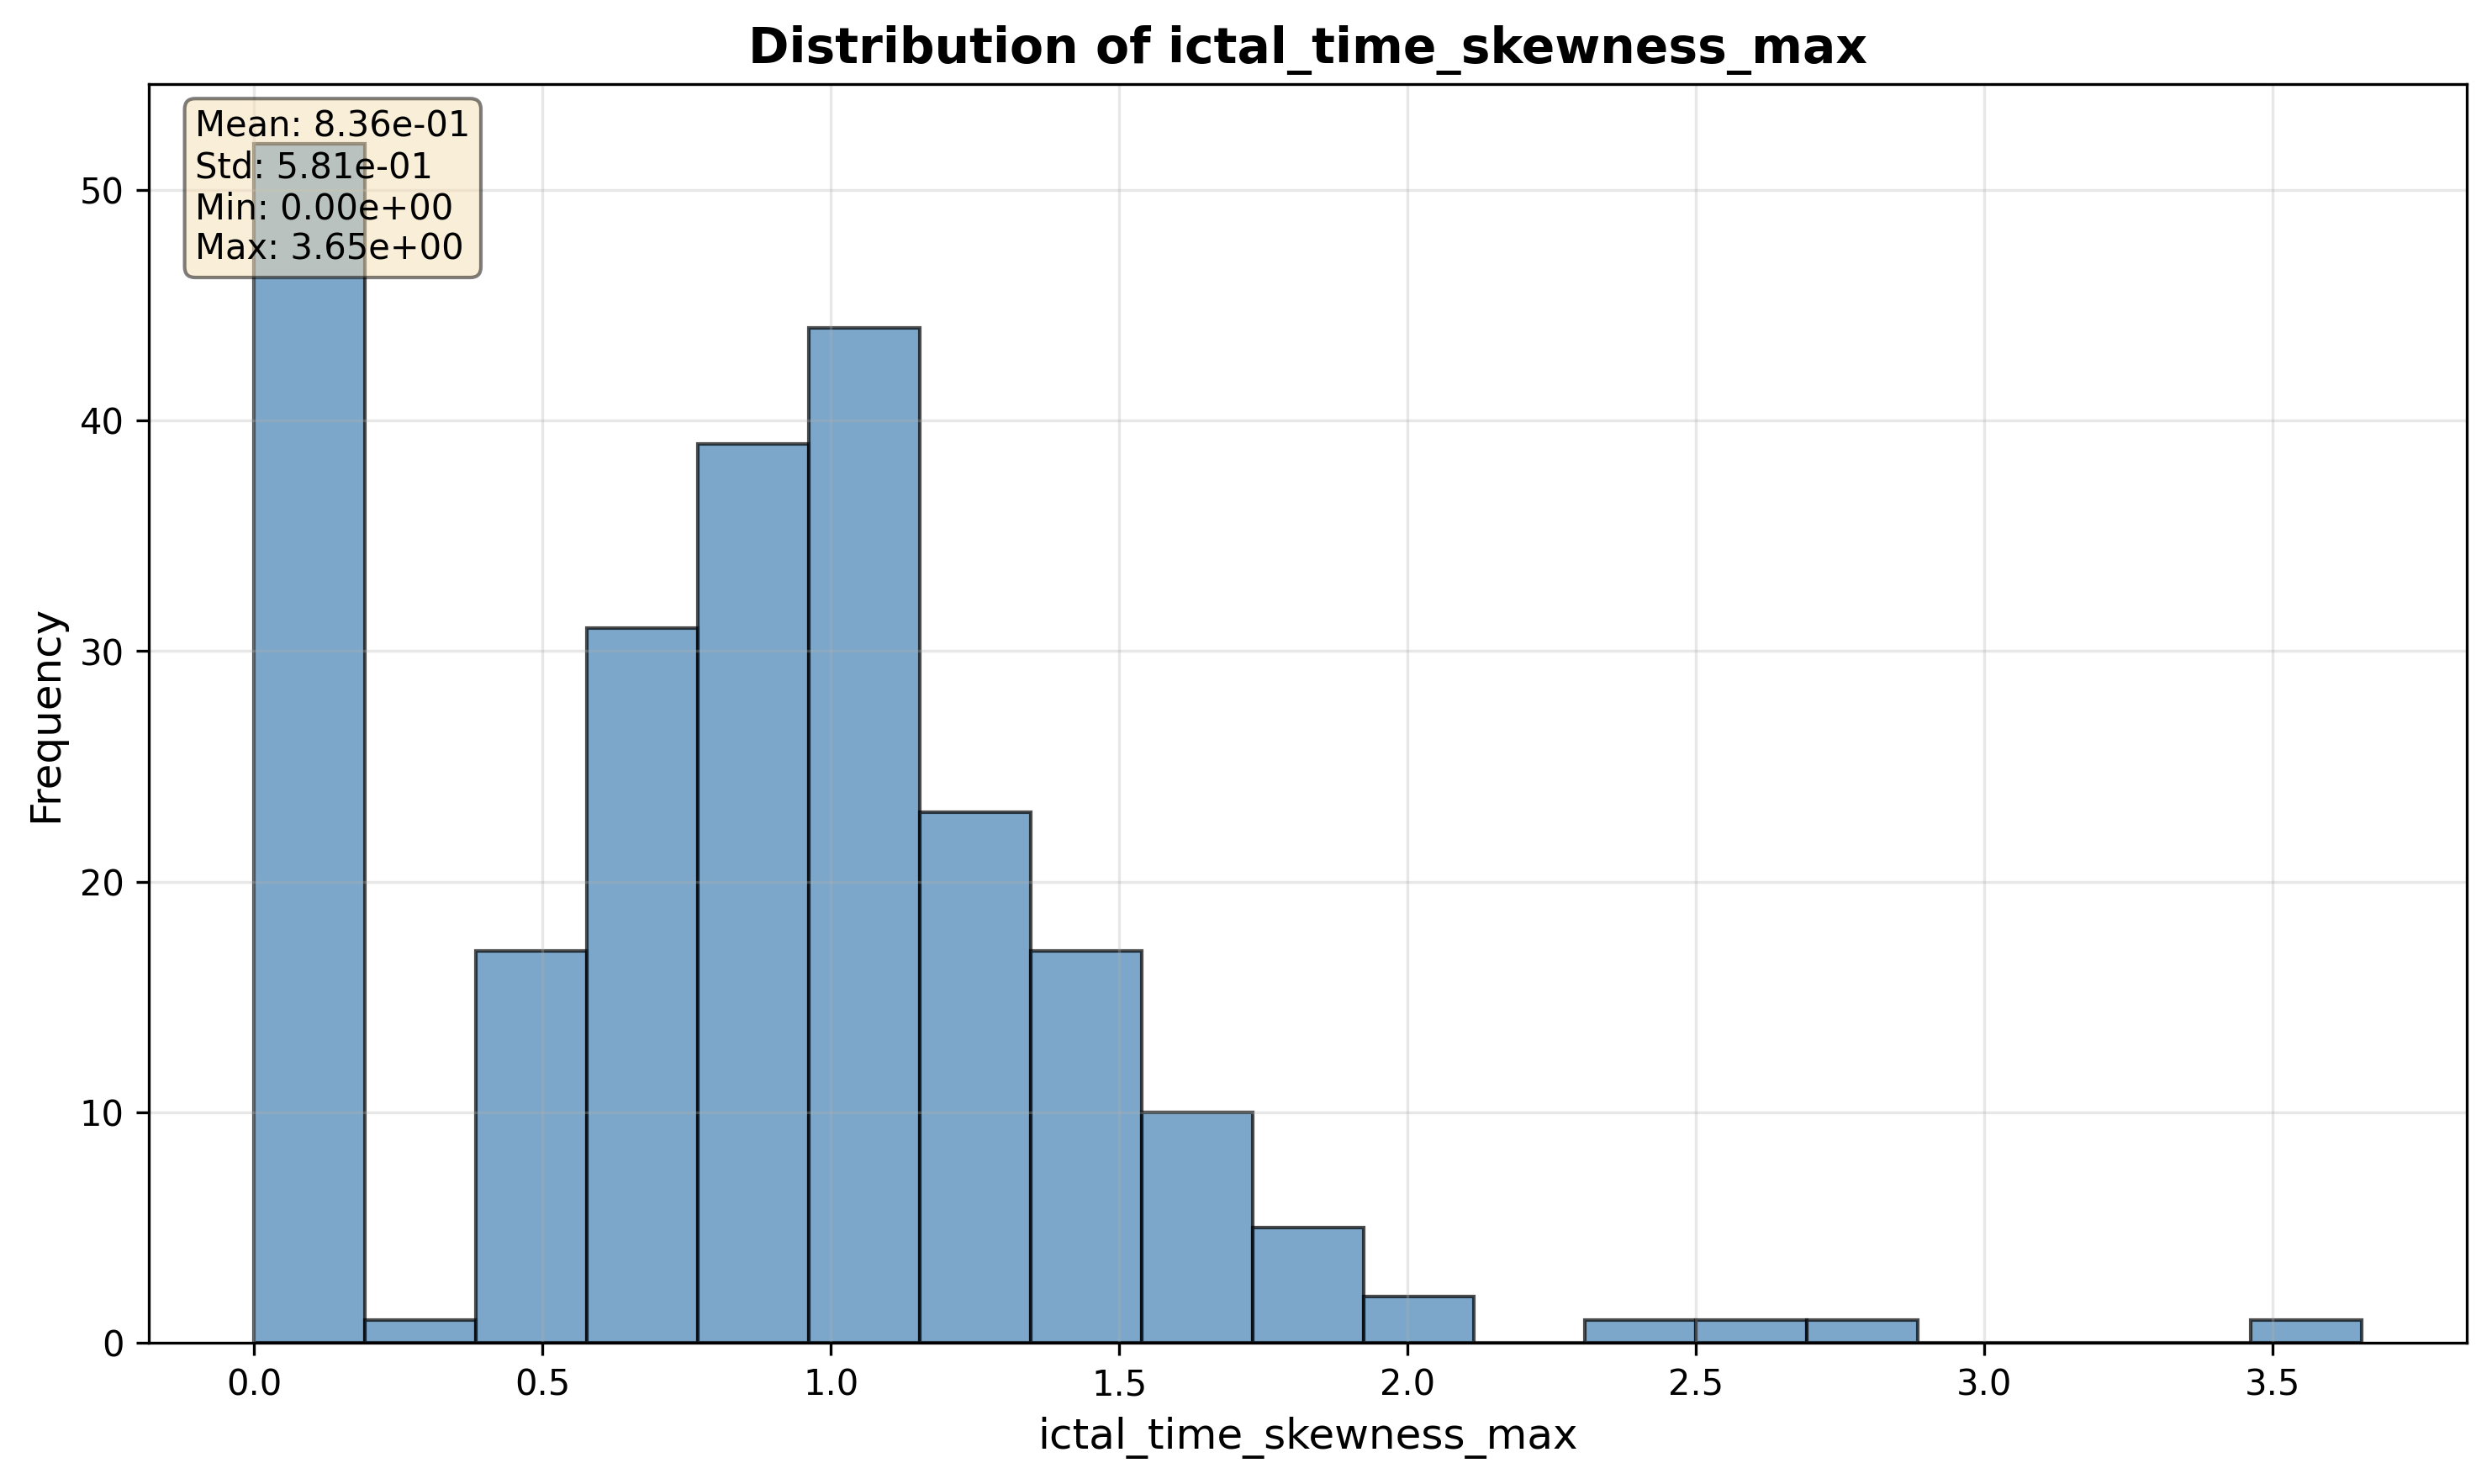 Distribution of ictal_time_skewness_max
Mean: 8.36e-01
Std: 5.81e-01
Min: 0.00e+00
Max: 3.65e+00
Frequency
50
40
30
20
10
0
0.0 0.5 1.0 1.5 2.0 2.5 3.0 3.5
ictal_time_skewness_max